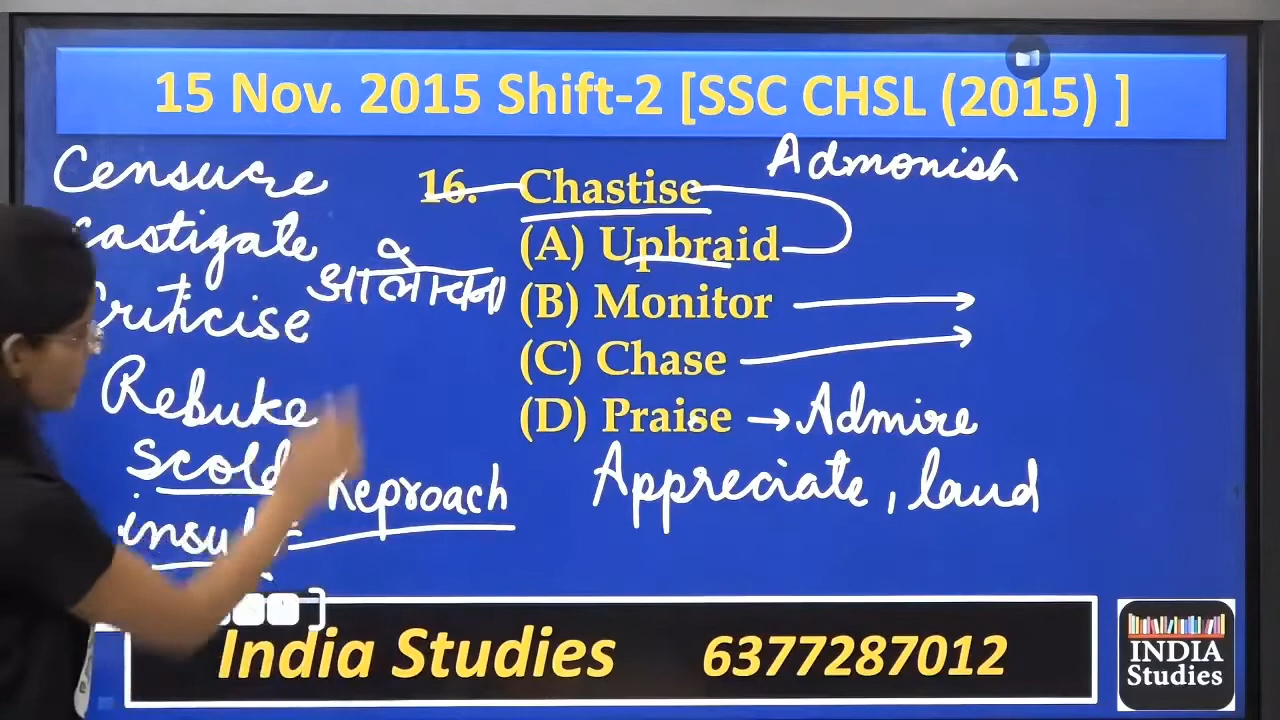 15 Nov. 2015 Shift-2 [SSC CHSL (2015) ]
Censure
Castigate
Criticise
Rebuke
Scold
insult
Reproach
आलोचना
16. Chastise
Admonish
(A) Upbraid
(B) Monitor
(C) Chase
(D) Praise → Admire
Appreciate, laud
India Studies 6377287012
INDIA
Studies